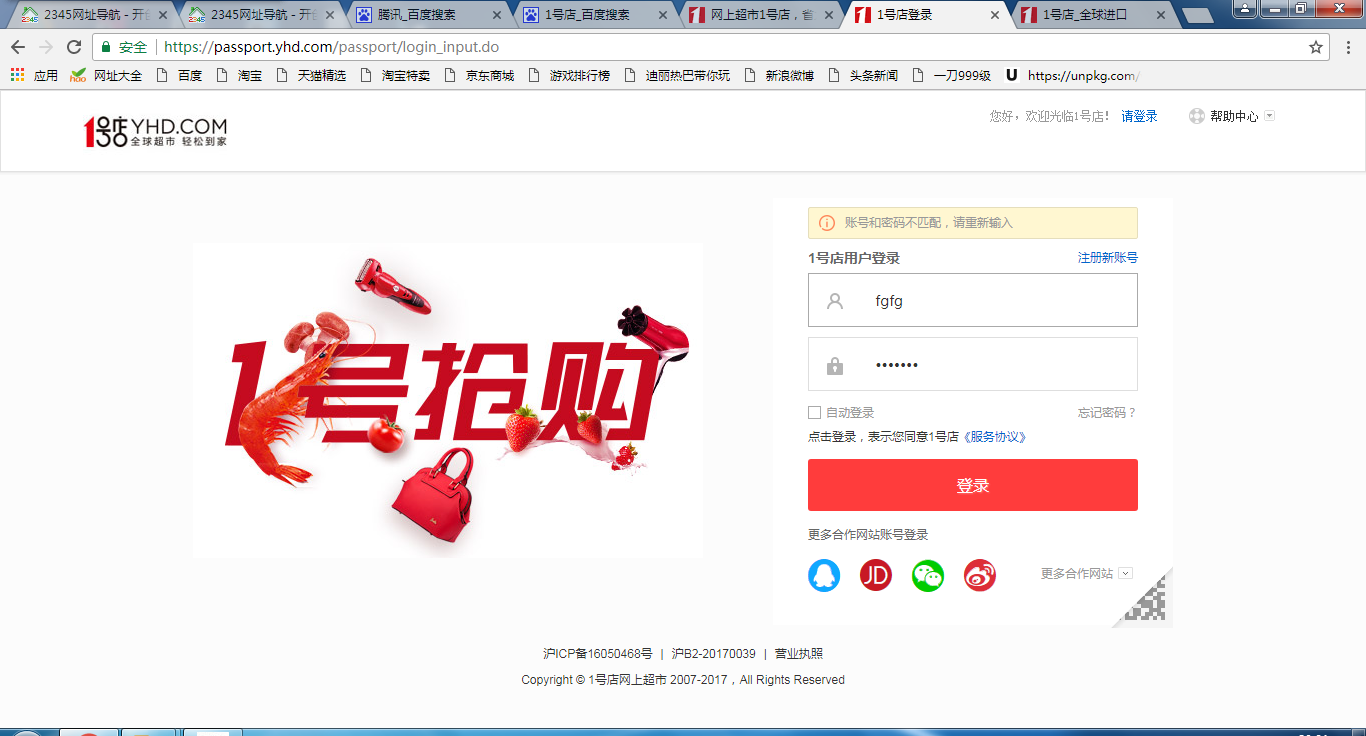 2345网址导航 - 开创
2345网址导航 - 开创
腾讯_百度搜索
1号店_百度搜索
网上超市1号店，省
1号店登录
1号店_全球进口
安全 https://passport.yhd.com/passport/login_input.do
应用 网址大全 百度 淘宝 天猫精选 淘宝特卖 京东商城 游戏排行榜 迪丽热巴带你玩 新浪微博 头条新闻 一刀999级 U https://unpkg.com/
您好，欢迎光临1号店！ 请登录 帮助中心
1号店 YHD.COM
全球超市 轻松到家
账号和密码不匹配，请重新输入
1号店用户登录 注册新账号
fgfg
•••••••
自动登录 忘记密码？
点击登录，表示您同意1号店《服务协议》
登录
更多合作网站账号登录
JD
更多合作网站
1号抢购
沪ICP备16050468号 | 沪B2-20170039 | 营业执照
Copyright © 1号店网上超市 2007-2017，All Rights Reserved